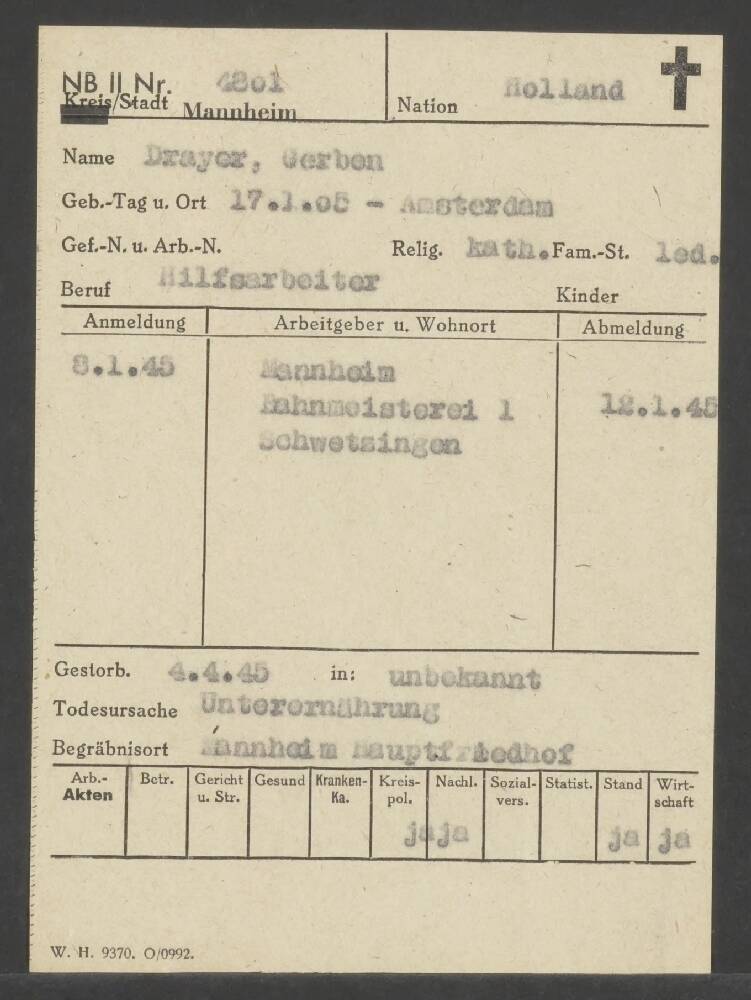 NB II Nr. 4801
Kreis/Stadt Mannheim
Nation Holland
Name Drayer, Gerben
Geb.-Tag u. Ort 17.1.05 - Amsterdam
Gef.-N. u. Arb.-N. Relig. kath. Fam.-St. led.
Beruf Hilfsarbeiter Kinder
Anmeldung Arbeitgeber u. Wohnort Abmeldung
8.1.45 Mannheim
Bahnmeisterei 1 12.1.45
Schwetzingen
Gestorb. 4.4.45 in: unbekannt
Todesursache Unterernährung
Begräbnisort Mannheim Hauptfriedhof
Arb.-Akten Betr. Gericht u. Str. Gesund Kranken-Ka. Kreis-pol. Nachl. Sozial-vers. Statist. Stand Wirt-schaft
ja ja ja ja
W. H. 9370. O/0992.